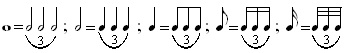 𝅝 = 𝅗𝅥 𝅗𝅥 𝅗𝅥 ; 𝅗𝅥 = ♩ ♩ ♩ ; ♩ = ♫♪ ; ♪ = ♬♬ ; 𝅘𝅥𝅯 = 𝅘𝅥𝅰𝅘𝅥𝅰𝅘𝅥𝅰
3 3 3 3 3